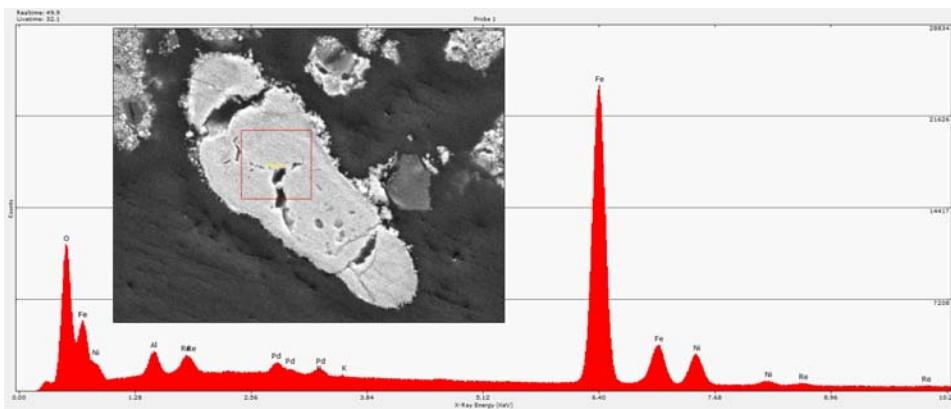 Realtime: 49.9
Livetime: 32.1
Probe 1
28834
Fe
21626
14417
Counts
O
7208
Fe
Ni
Al
Re
Pd
Pd
Pd
K
Fe
Ni
Ni
Re
Re
0.00 1.28 2.56 3.84 5.12 6.40 7.68 8.96
X-Ray Energy (KeV)